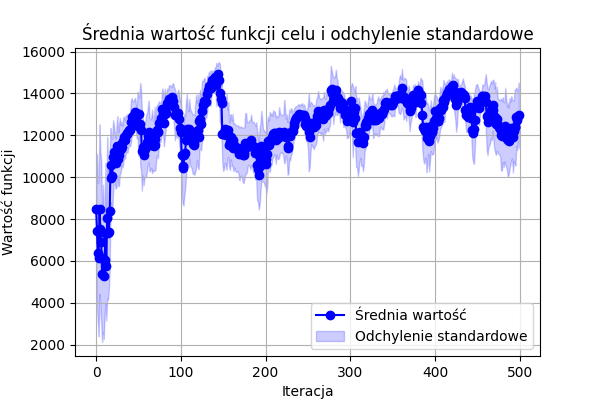 Średnia wartość funkcji celu i odchylenie standardowe
Wartość funkcji
16000
14000
12000
10000
8000
6000
4000
2000
Średnia wartość
Odchylenie standardowe
0 100 200 300 400 500
Iteracja